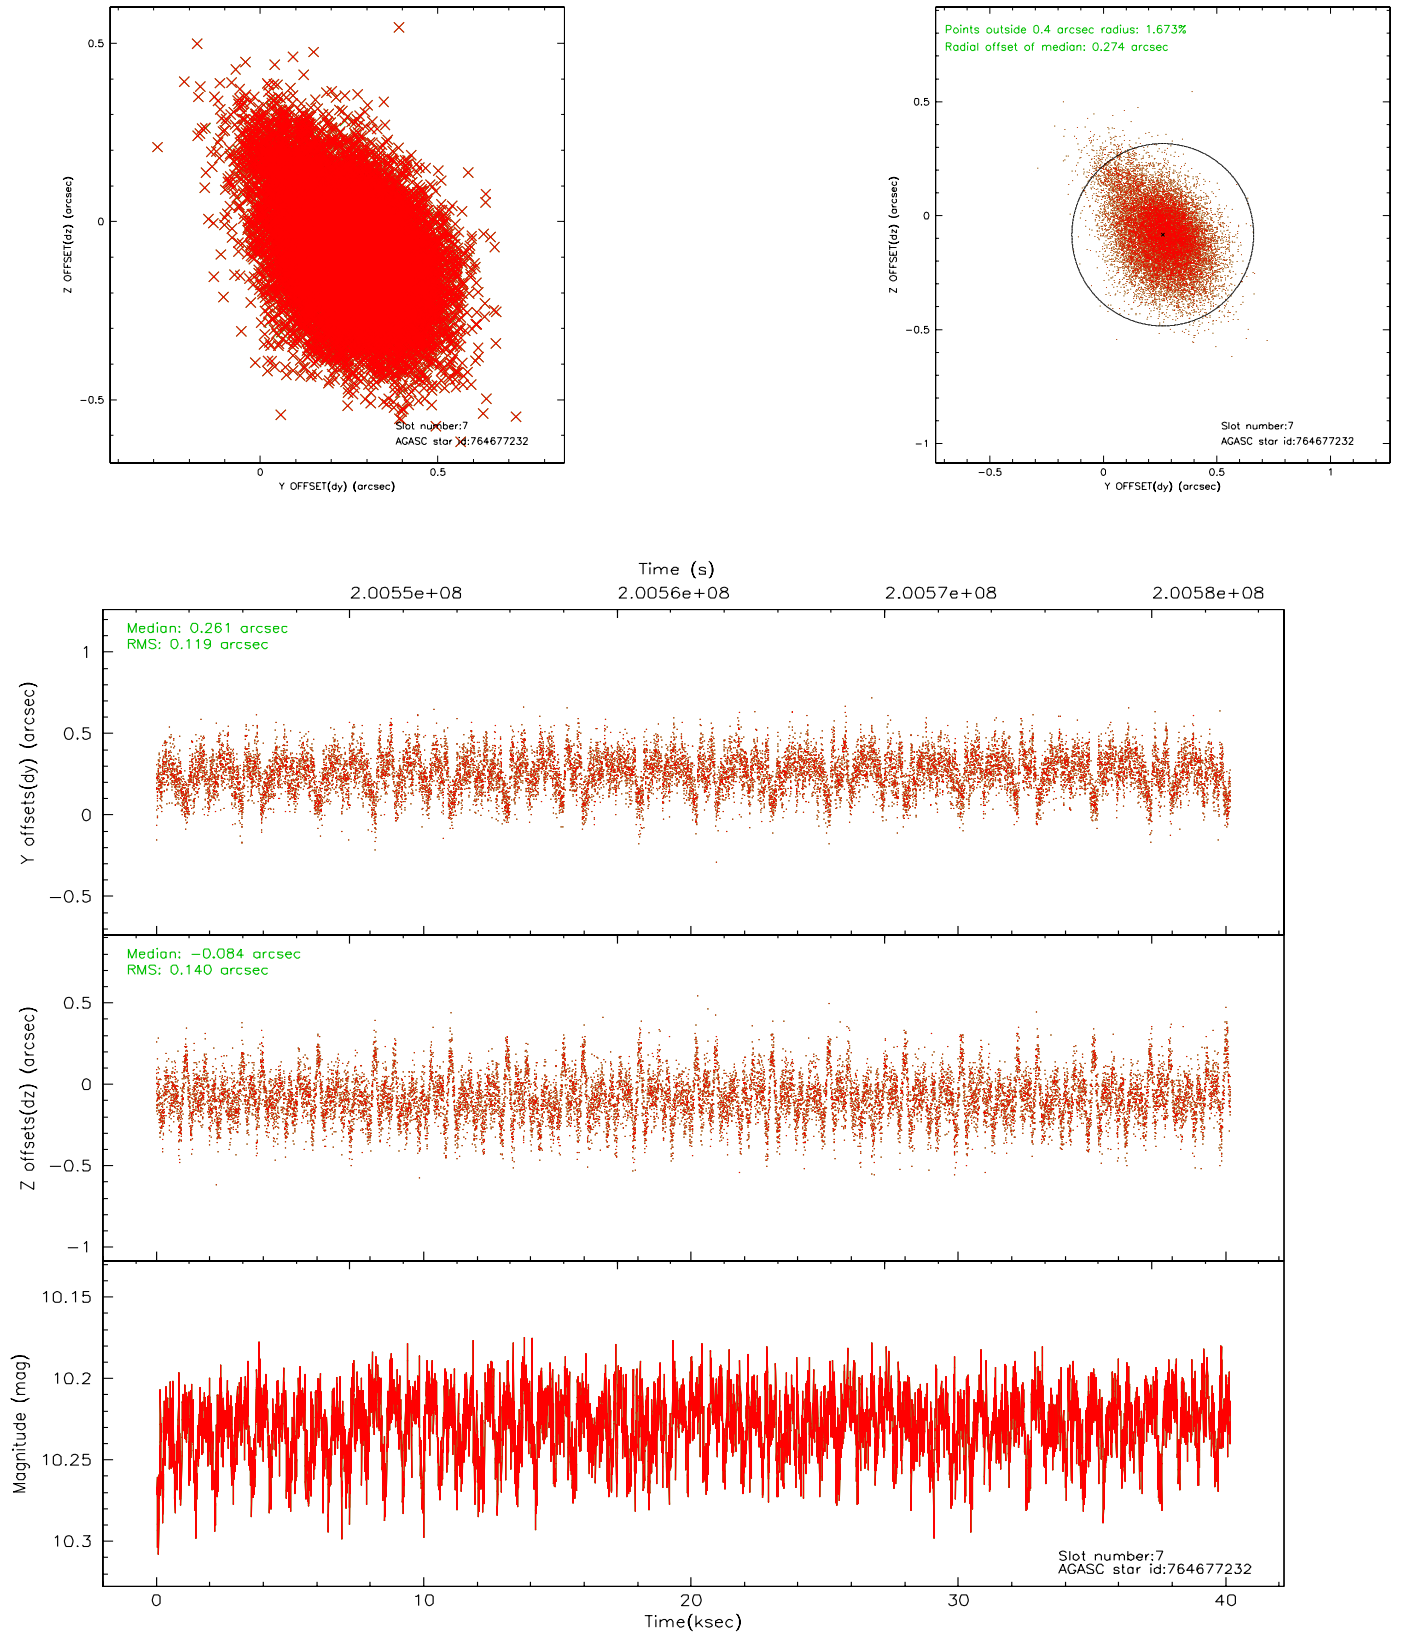 0.5
0
−0.5
Z OFFSET(dz) (arcsec)
Slot number:7
AGASC star id:764677232
0
0.5
Y OFFSET(dy) (arcsec)
Points outside 0.4 arcsec radius: 1.673%
Radial offset of median: 0.274 arcsec
0.5
0
−0.5
−1
Z OFFSET(dz) (arcsec)
Slot number:7
AGASC star id:764677232
−0.5
0
0.5
1
Y OFFSET(dy) (arcsec)
Time (s)
2.0055e+08
2.0056e+08
2.0057e+08
2.0058e+08
Median: 0.261 arcsec
RMS: 0.119 arcsec
1
0.5
0
−0.5
Y offsets(dy) (arcsec)
Median: −0.084 arcsec
RMS: 0.140 arcsec
0.5
0
−0.5
−1
Z offsets(dz) (arcsec)
10.15
10.2
10.25
10.3
Magnitude (mag)
Slot number:7
AGASC star id:764677232
0
10
20
30
40
Time(ksec)